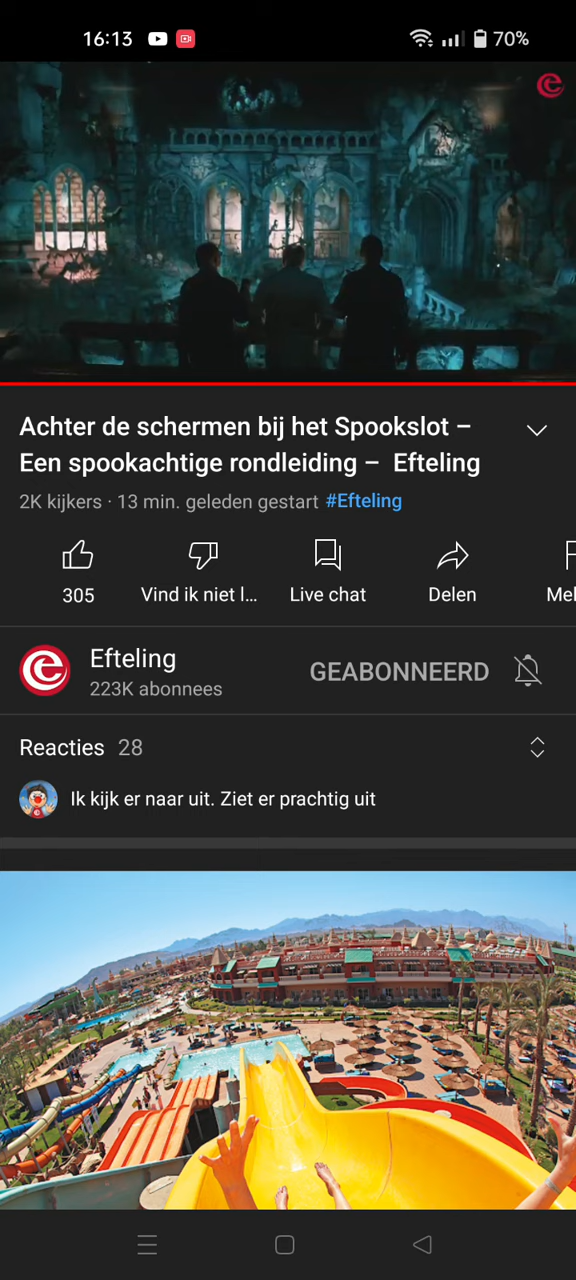 16:13
70%
Achter de schermen bij het Spookslot –
Een spookachtige rondleiding – Efteling
2K kijkers · 13 min. geleden gestart #Efteling
305
Vind ik niet l...
Live chat
Delen
Mel
Efteling
223K abonnees
GEABONNEERD
Reacties 28
Ik kijk er naar uit. Ziet er prachtig uit